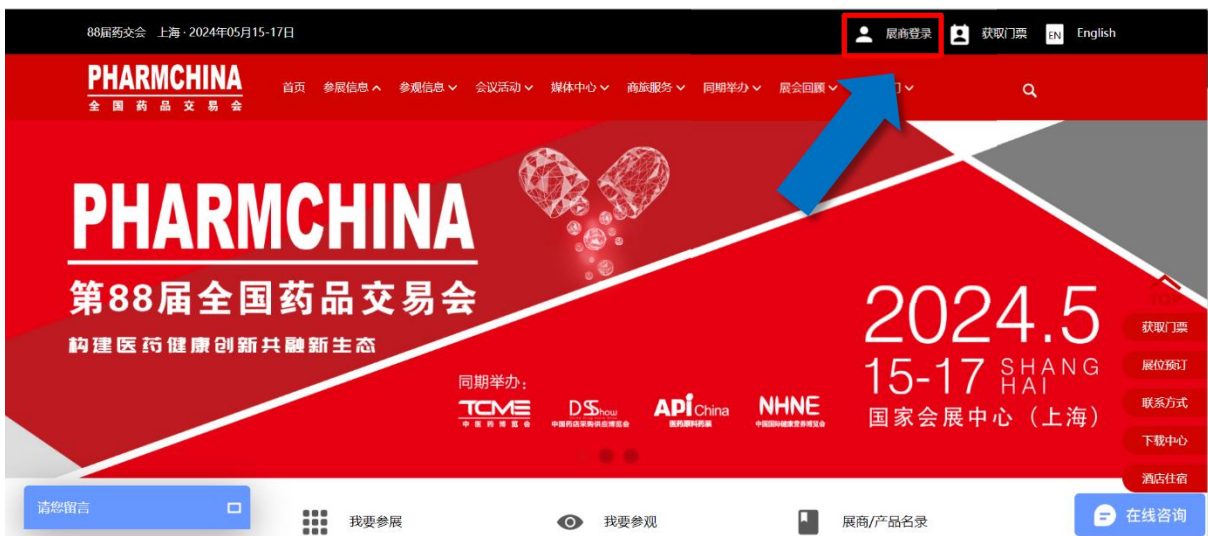 88届药交会 上海·2024年05月15-17日
展商登录 获取门票 EN English
PHARMCHINA
全国药品交易会
首页 参展信息 参观信息 会议活动 媒体中心 商旅服务 同期举办 展会回顾
PHARMCHINA
第88届全国药品交易会
构建医药健康创新共融新生态
同期举办：
TCME
中医药博览会
DSShow
中国药店采购供应博览会
API China
医药原料药展
NHNE
中国国际健康营养博览会
2024.5
15-17 SHANG
HAI
国家会展中心（上海）
TOP
获取门票
展位预订
联系方式
下载中心
酒店住宿
请您留言
我要参展
我要参观
展商/产品名录
在线咨询